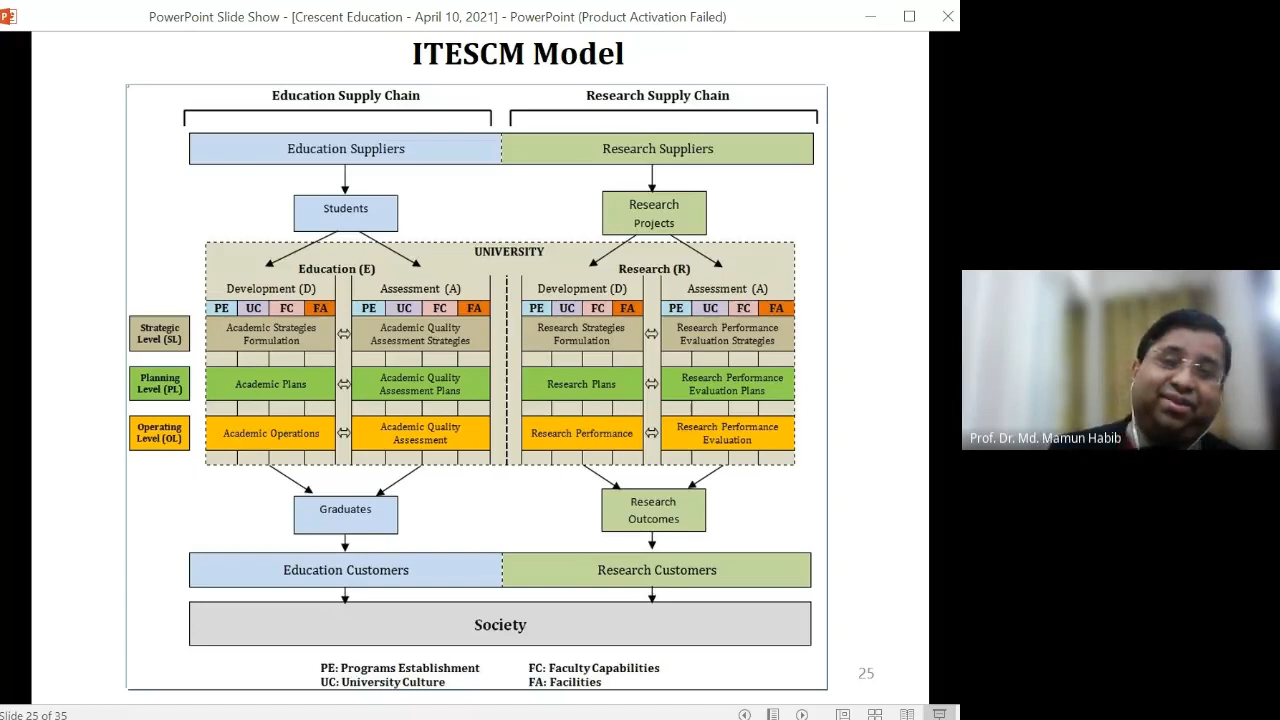 PowerPoint Slide Show - [Crescent Education - April 10, 2021] - PowerPoint (Product Activation Failed)
ITESCM Model
Education Supply Chain
Research Supply Chain
Education Suppliers
Research Suppliers
Students
Research
Projects
UNIVERSITY
Education (E)
Research (R)
Development (D)
Assessment (A)
Development (D)
Assessment (A)
PE UC FC FA
PE UC FC FA
PE UC FC FA
PE UC FC FA
Strategic
Level (SL)
Academic Strategies
Formulation
Academic Quality
Assessment Strategies
Research Strategies
Formulation
Research Performance
Evaluation Strategies
Planning
Level (PL)
Academic Plans
Academic Quality
Assessment Plans
Research Plans
Research Performance
Evaluation Plans
Operating
Level (OL)
Academic Operations
Academic Quality
Assessment
Research Performance
Research Performance
Evaluation
Graduates
Research
Outcomes
Education Customers
Research Customers
Society
PE: Programs Establishment
FC: Faculty Capabilities
UC: University Culture
FA: Facilities
25
Slide 25 of 35
Prof. Dr. Md. Mamun Habib